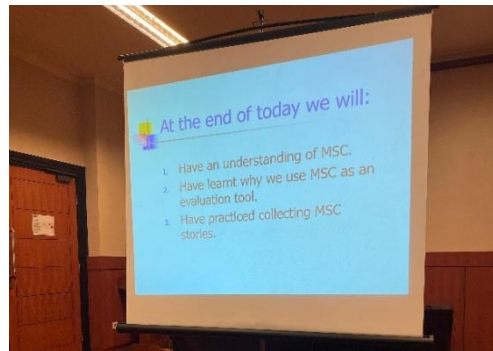 At the end of today we will:
1. Have an understanding of MSC.
2. Have learnt why we use MSC as an
evaluation tool.
3. Have practiced collecting MSC
stories.